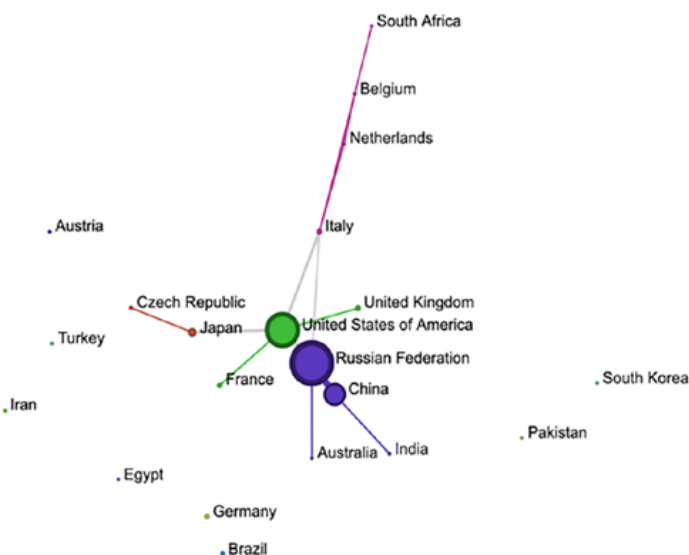 South Africa
Belgium
Netherlands
Italy
Austria
Czech Republic
United Kingdom
Japan
United States of America
Turkey
Russian Federation
France
China
South Korea
Iran
Pakistan
Australia
India
Egypt
Germany
Brazil